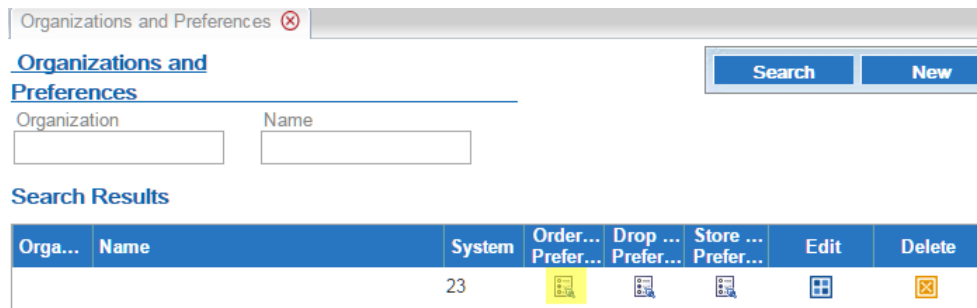 Organizations and Preferences
Organizations and
Preferences
Search New
Organization Name
Search Results
Orga... Name System Order... Prefer... Drop ... Prefer... Store ... Prefer... Edit Delete
23